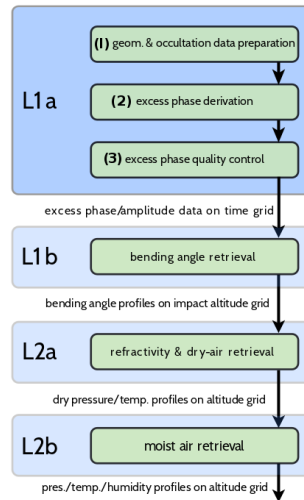 (1) geom. & occultation data preparation
L1a
(2) excess phase derivation
(3) excess phase quality control
excess phase/amplitude data on time grid
L1b
bending angle retrieval
bending angle profiles on impact altitude grid
L2a
refractivity & dry-air retrieval
dry pressure/temp. profiles on altitude grid
L2b
moist air retrieval
pres./temp./humidity profiles on altitude grid